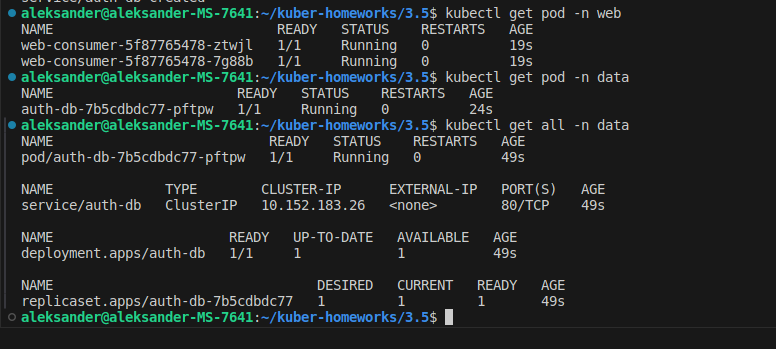 service/auth-db created
aleksander@aleksander-MS-7641:~/kuber-homeworks/3.5$ kubectl get pod -n web
NAME                            READY   STATUS    RESTARTS   AGE
web-consumer-5f87765478-ztwjl   1/1     Running   0          19s
web-consumer-5f87765478-7g88b   1/1     Running   0          19s
aleksander@aleksander-MS-7641:~/kuber-homeworks/3.5$ kubectl get pod -n data
NAME                       READY   STATUS    RESTARTS   AGE
auth-db-7b5cdbdc77-pftpw   1/1     Running   0          24s
aleksander@aleksander-MS-7641:~/kuber-homeworks/3.5$ kubectl get all -n data
NAME                           READY   STATUS    RESTARTS   AGE
pod/auth-db-7b5cdbdc77-pftpw   1/1     Running   0          49s
NAME              TYPE        CLUSTER-IP      EXTERNAL-IP   PORT(S)   AGE
service/auth-db   ClusterIP   10.152.183.26   <none>        80/TCP    49s
NAME                      READY   UP-TO-DATE   AVAILABLE   AGE
deployment.apps/auth-db   1/1     1            1           49s
NAME                                 DESIRED   CURRENT   READY   AGE
replicaset.apps/auth-db-7b5cdbdc77   1         1         1       49s
aleksander@aleksander-MS-7641:~/kuber-homeworks/3.5$